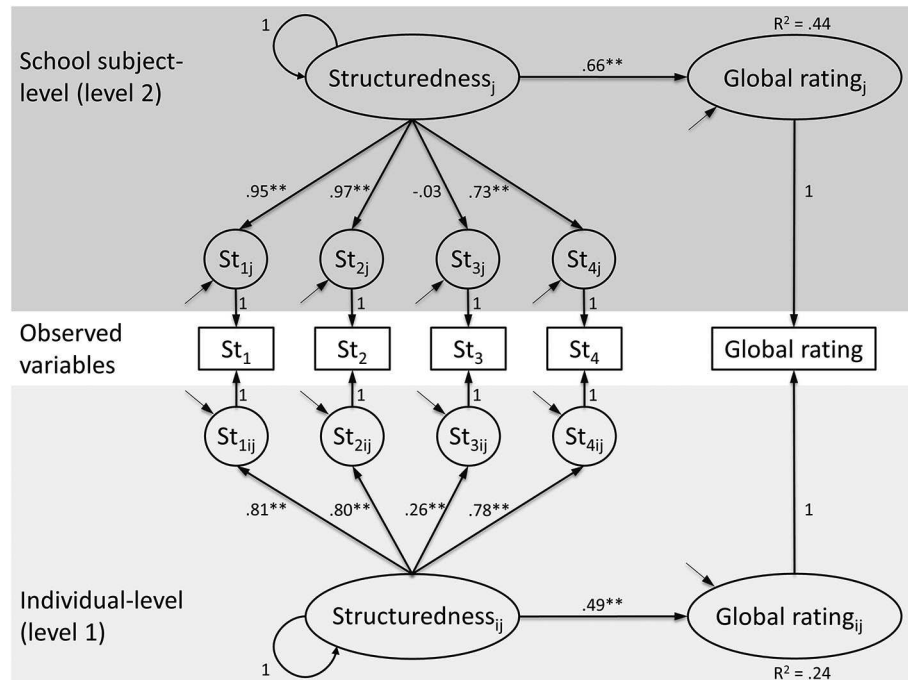 1
R² = .44
School subject-
level (level 2)
Structuredness_j
.66**
Global rating_j
.95**
.97**
-.03
.73**
1
St_1j
St_2j
St_3j
St_4j
1
1
1
1
Observed
variables
St_1
St_2
St_3
St_4
Global rating
1
1
1
1
St_1ij
St_2ij
St_3ij
St_4ij
.81**
.80**
.26**
.78**
1
Individual-level
(level 1)
Structuredness_ij
.49**
Global rating_ij
1
R² = .24